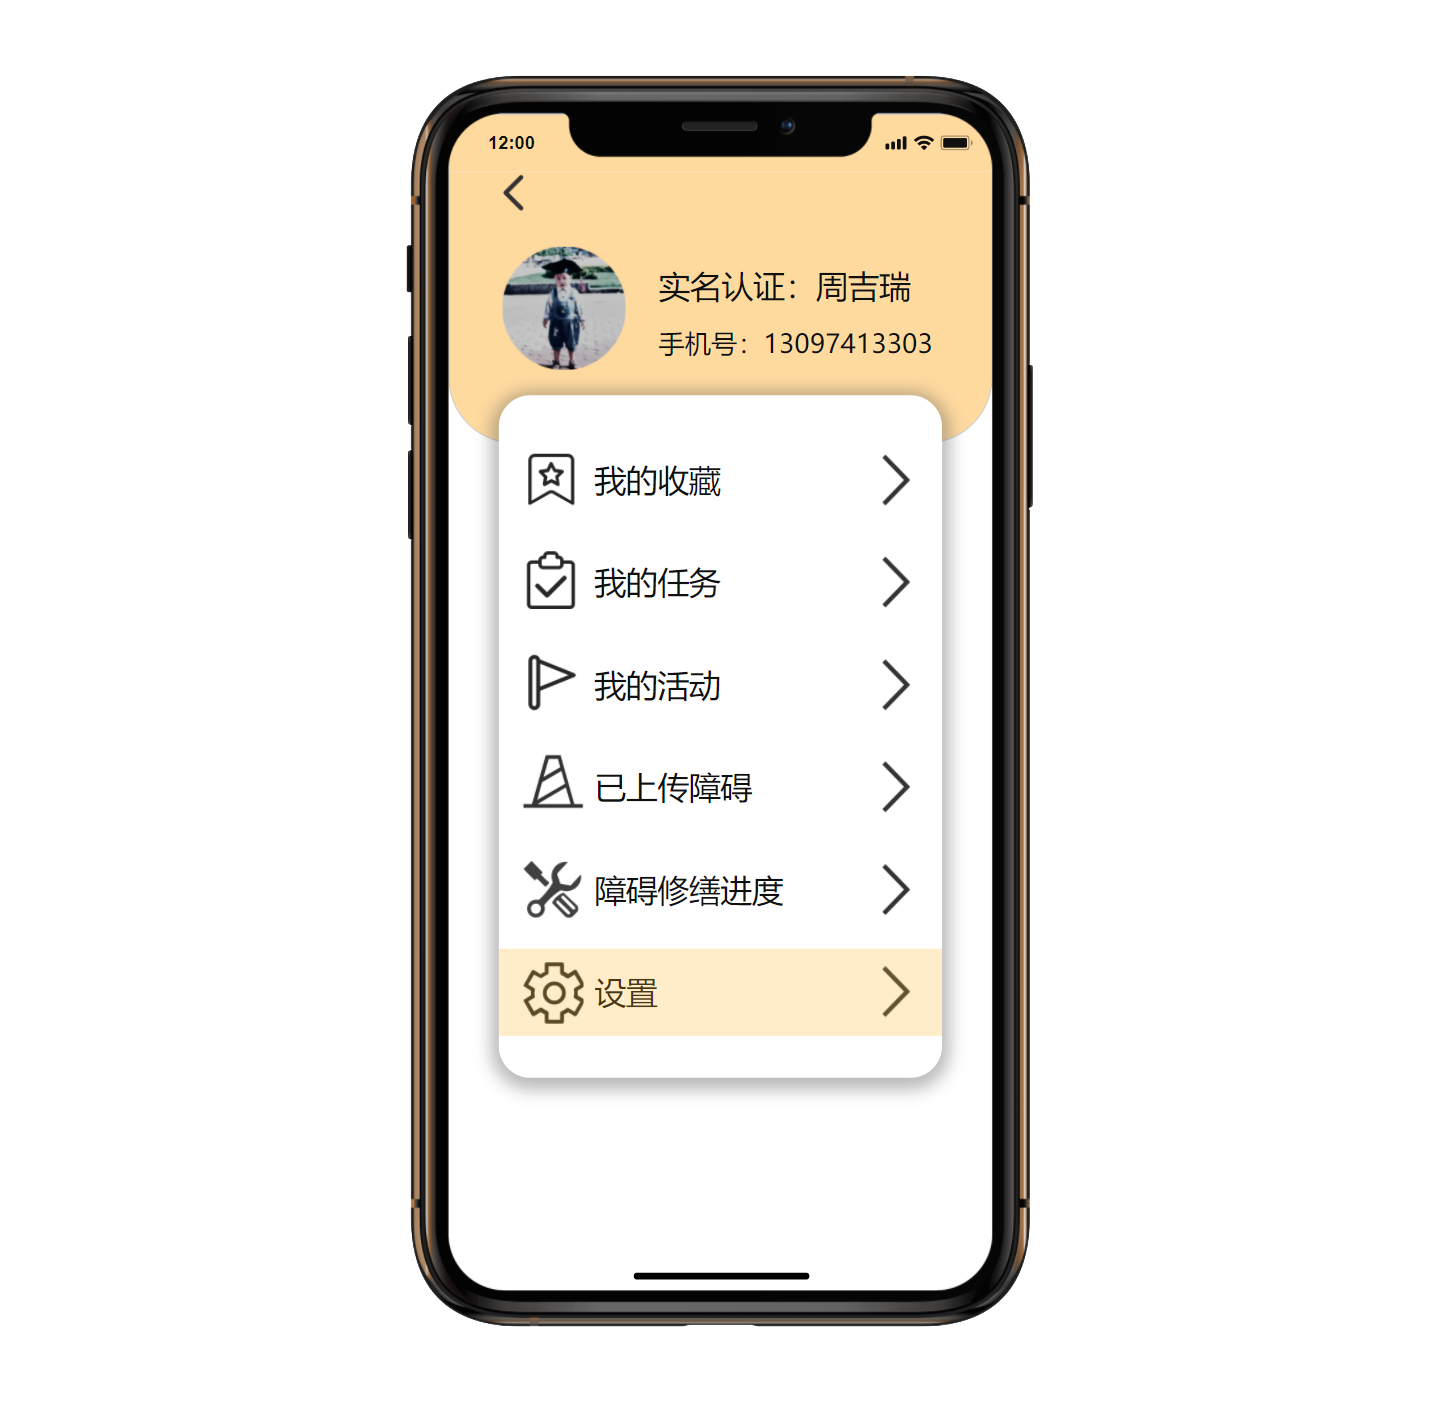 12:00
实名认证：周吉瑞
手机号：13097413303
我的收藏
我的任务
我的活动
已上传障碍
障碍修缮进度
设置